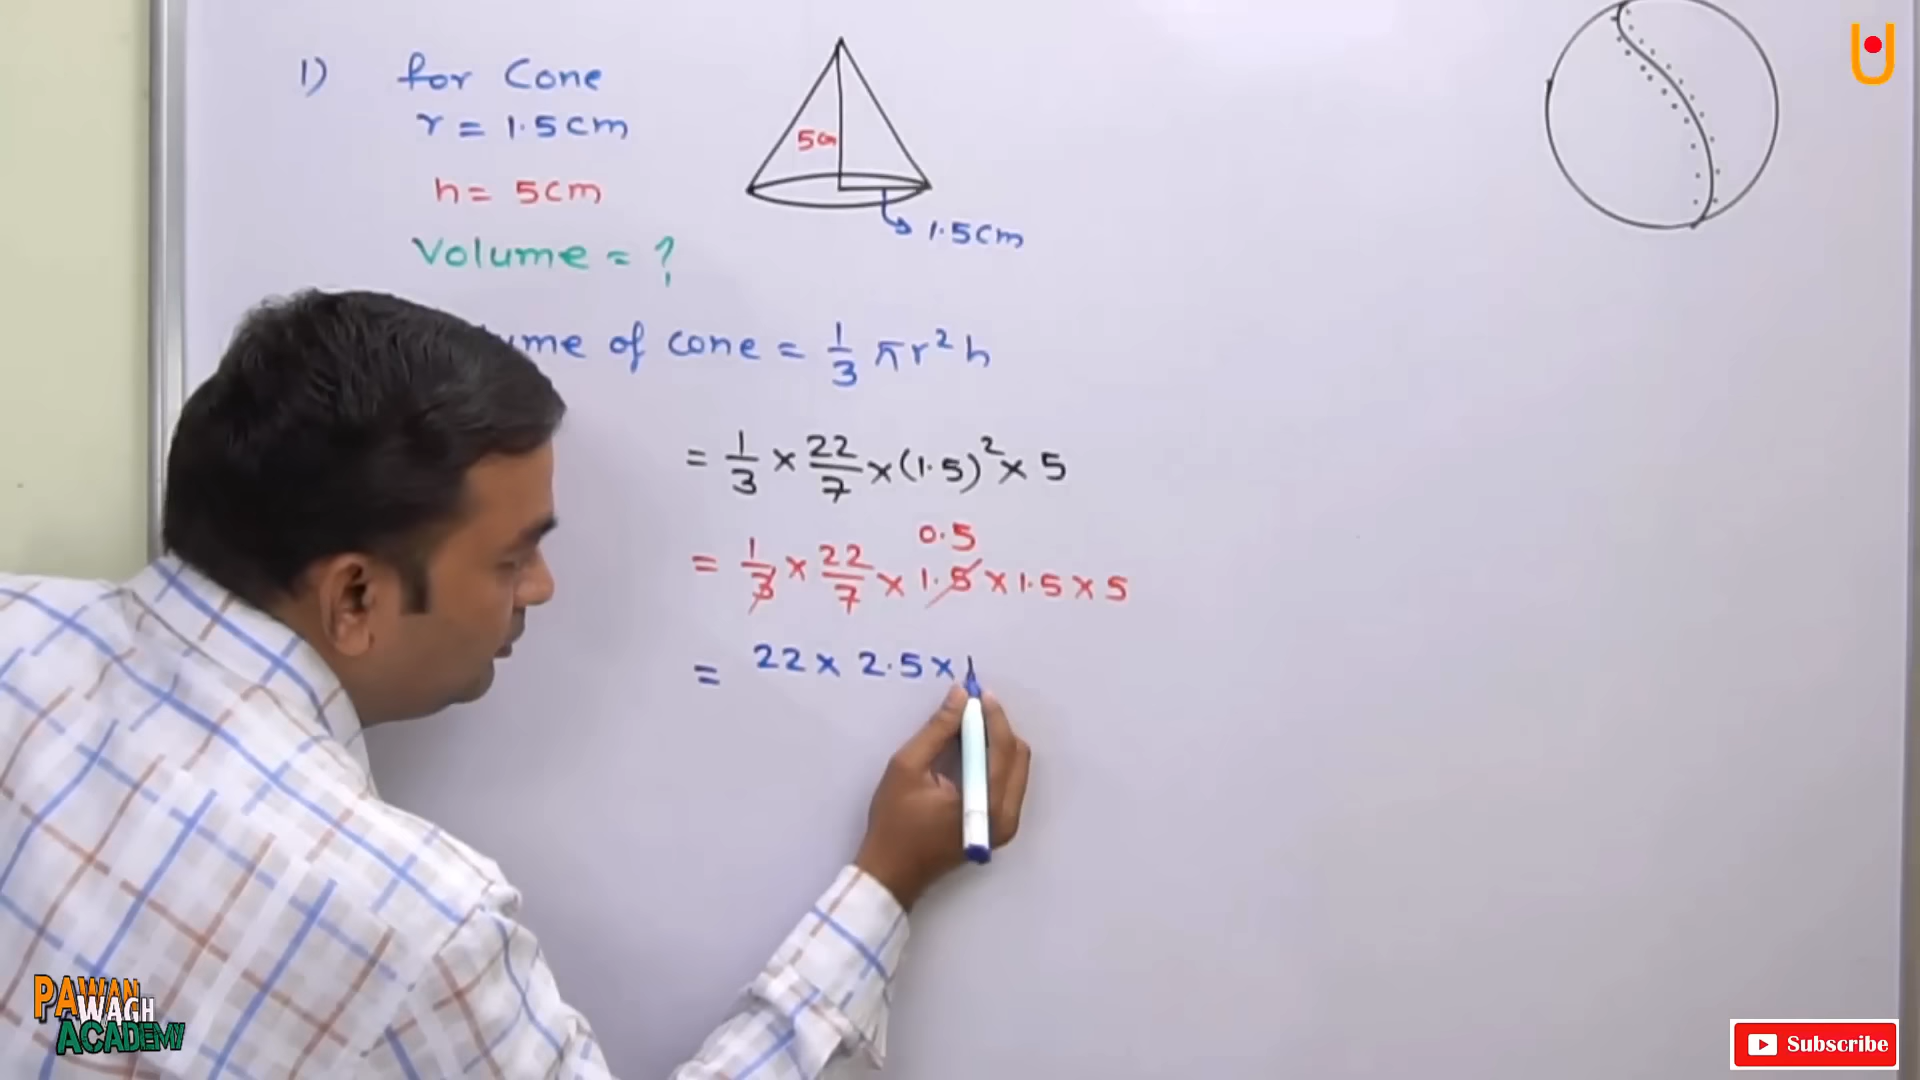 1) for Cone
r = 1.5cm
h = 5cm
Volume = ?
5cm
1.5cm
ume of cone = 1/3 πr²h
= 1/3 × 22/7 × (1.5)² × 5
0.5
= 1/3 × 22/7 × 1.5 × 1.5 × 5
= 22 × 2.5 × 1
PAWAN
WAGH
ACADEMY
Subscribe